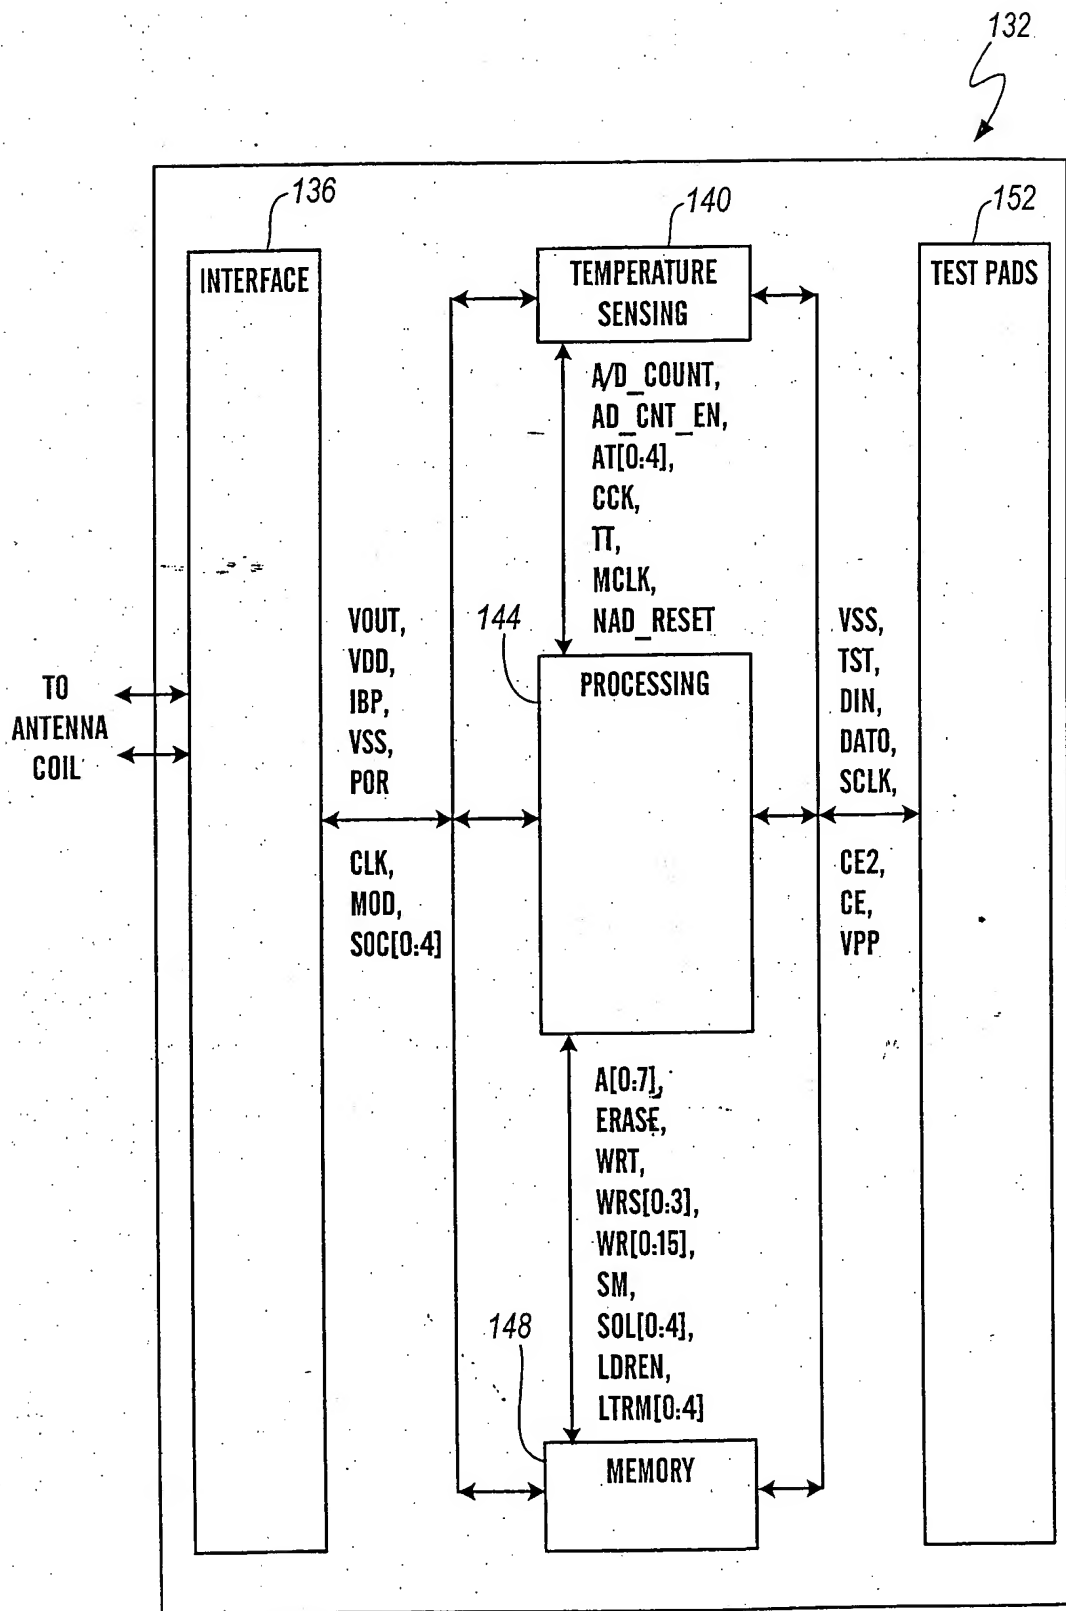 132
136
140
152
INTERFACE
TEMPERATURE
SENSING
TEST PADS
A/D_COUNT,
AD_CNT_EN,
AT[0:4],
CCK,
TT,
MCLK,
NAD_RESET
144
VOUT,
VDD,
IBP,
VSS,
POR
CLK,
MOD,
SOC[0:4]
TO
ANTENNA
COIL
PROCESSING
VSS,
TST,
DIN,
DATO,
SCLK,
CE2,
CE,
VPP
A[0:7],
ERASE,
WRT,
WRS[0:3],
WR[0:15],
SM,
SOL[0:4],
LDREN,
LTRM[0:4]
148
MEMORY